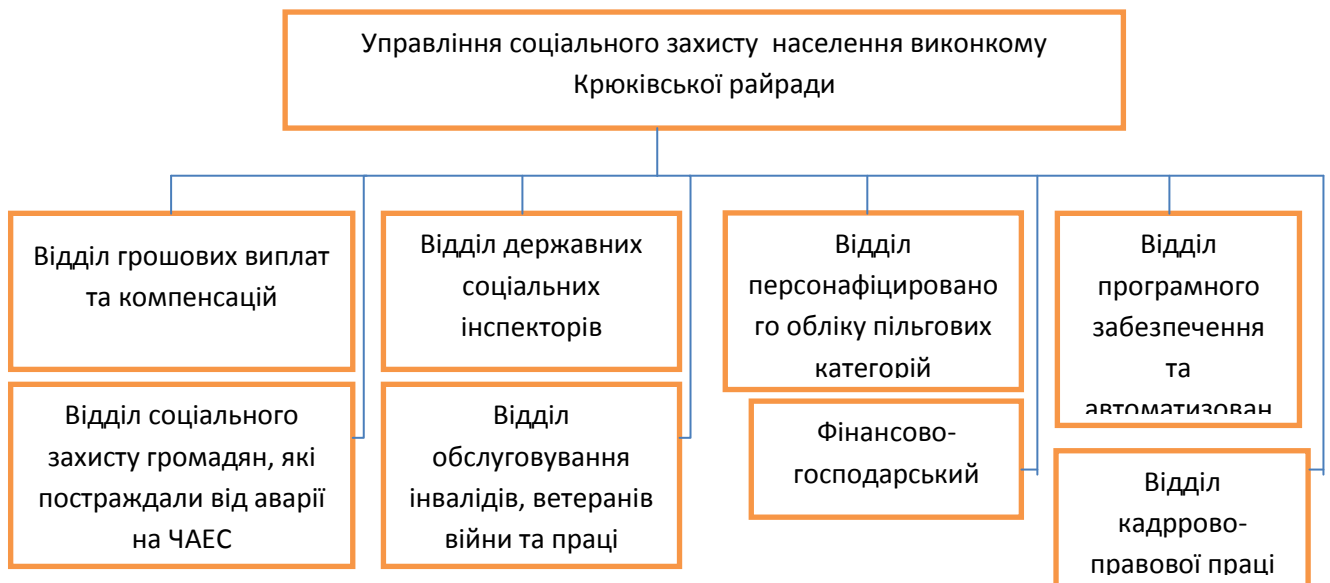 Управління соціального захисту населення виконкому
Крюківської райради
Відділ грошових виплат
та компенсацій
Відділ державних
соціальних
інспекторів
Відділ
персонафіцировано
го обліку пільгових
категорій
Відділ
програмного
забезпечення
та
автоматизован
Відділ соціального
захисту громадян, які
постраждали від аварії
на ЧАЕС
Відділ
обслуговування
інвалідів, ветеранів
війни та праці
Фінансово-
господарський
Відділ
кадррово-
правової праці